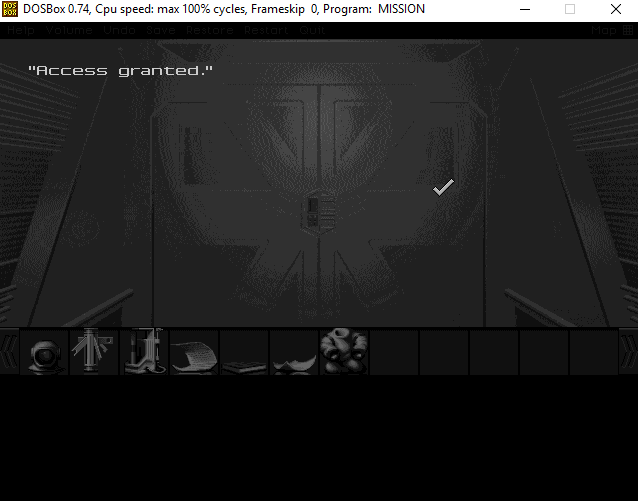 DOSBox 0.74, Cpu speed: max 100% cycles, Frameskip 0, Program: MISSION
Help Volume Undo Save Restore Restart Quit Map
"Access granted."